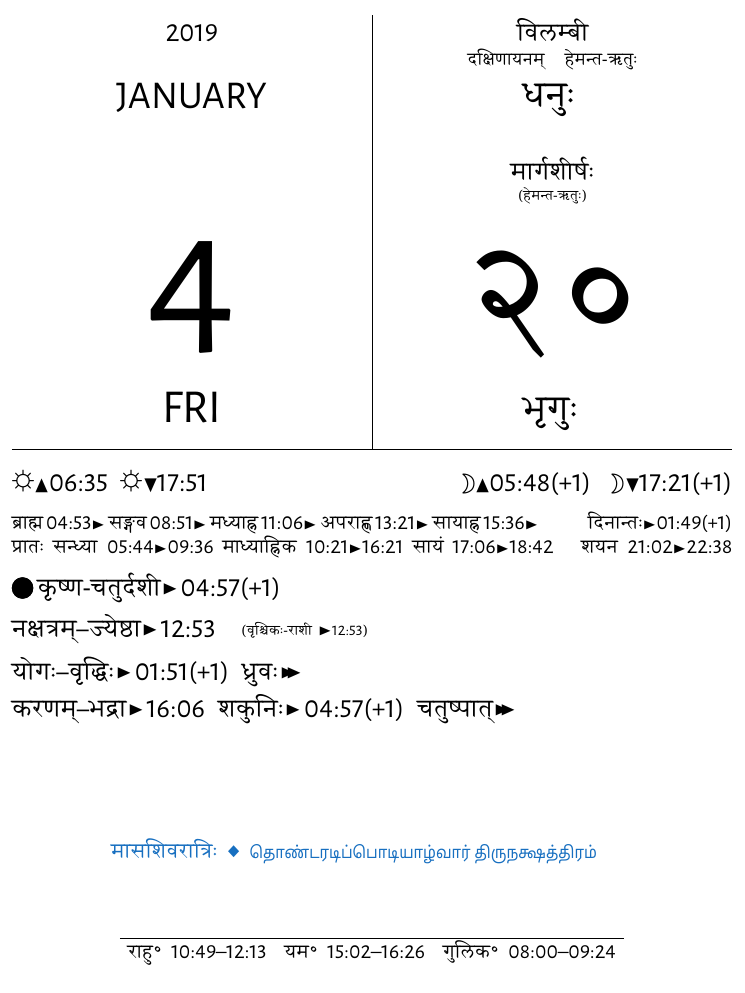 2019
JANUARY
4
FRI
विलम्बी
दक्षिणायनम् हेमन्त-ऋतुः
धनुः
मार्गशीर्षः
(हेमन्त-ऋतुः)
२०
भृगुः
☼▲06:35 ☼▼17:51 ☽▲05:48(+1) ☽▼17:21(+1)
ब्राह्म 04:53► सङ्गव 08:51► मध्याह्न 11:06► अपराह्ण 13:21► सायाह्न 15:36► दिनान्तः►01:49(+1)
प्रातः सन्ध्या 05:44►09:36 माध्याह्निक 10:21►16:21 सायं 17:06►18:42 शयन 21:02►22:38
●कृष्ण-चतुर्दशी► 04:57(+1)
नक्षत्रम्–ज्येष्ठा►12:53 (वृश्चिकः-राशी ►12:53)
योगः–वृद्धिः► 01:51(+1) ध्रुवः►►
करणम्–भद्रा►16:06 शकुनिः► 04:57(+1) चतुष्पात्►►
मासशिवरात्रिः ◆ தொண்டரடிப்பொடியாழ்வார் திருநக்ஷத்திரம்
राहु° 10:49–12:13 यम° 15:02–16:26 गुलिक° 08:00–09:24